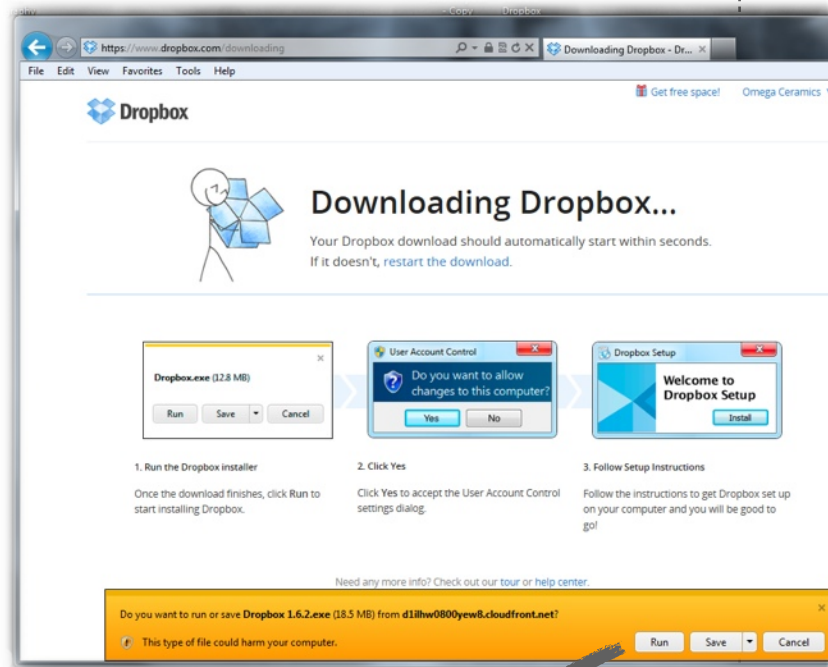 Copy Dropbox
https://www.dropbox.com/downloading
Downloading Dropbox - Dr...
File Edit View Favorites Tools Help
Get free space! Omega Ceramics
Dropbox
Downloading Dropbox...
Your Dropbox download should automatically start within seconds.
If it doesn't, restart the download.
Dropbox.exe (12.8 MB)
Run Save Cancel
User Account Control
Do you want to allow
changes to this computer?
Yes No
Dropbox Setup
Welcome to
Dropbox Setup
Install
1. Run the Dropbox installer
Once the download finishes, click Run to
start installing Dropbox.
2. Click Yes
Click Yes to accept the User Account Control
settings dialog.
3. Follow Setup Instructions
Follow the instructions to get Dropbox set up
on your computer and you will be good to
go!
Need any more info? Check out our tour or help center.
Do you want to run or save Dropbox 1.6.2.exe (18.5 MB) from d1ilhw0800yew8.cloudfront.net?
This type of file could harm your computer.
Run Save Cancel